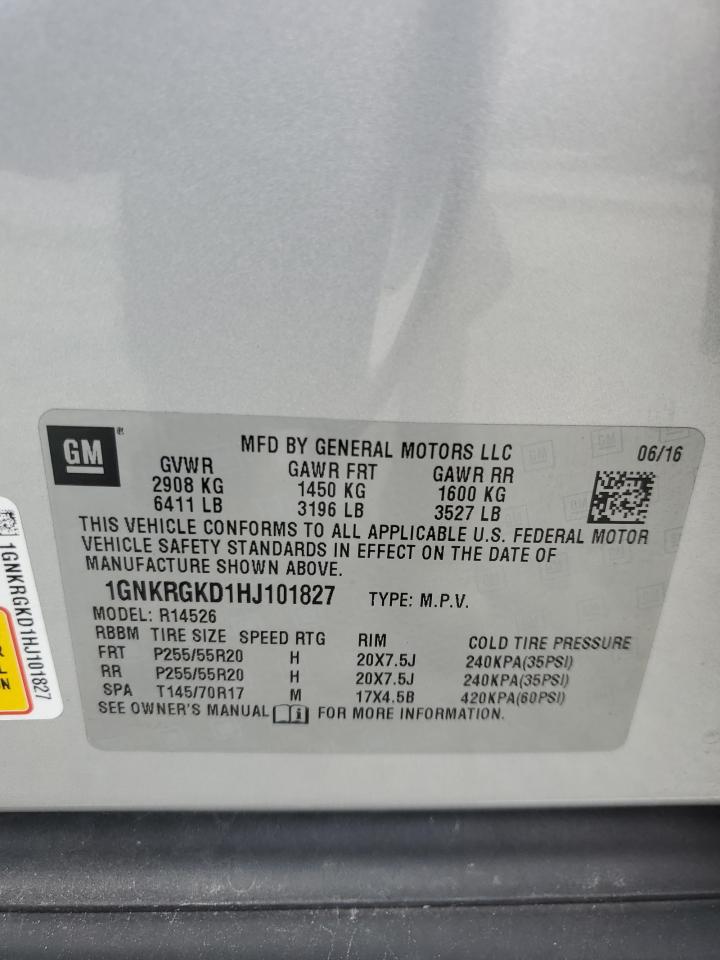 GM®
MFD BY GENERAL MOTORS LLC 06/16
GVWR GAWR FRT GAWR RR
2908 KG 1450 KG 1600 KG
6411 LB 3196 LB 3527 LB
THIS VEHICLE CONFORMS TO ALL APPLICABLE U.S. FEDERAL MOTOR
VEHICLE SAFETY STANDARDS IN EFFECT ON THE DATE OF
MANUFACTURE SHOWN ABOVE.
1GNKRGKD1HJ101827 TYPE: M.P.V.
MODEL: R14526
RBBM TIRE SIZE SPEED RTG RIM COLD TIRE PRESSURE
FRT P255/55R20 H 20X7.5J 240KPA(35PSI)
RR P255/55R20 H 20X7.5J 240KPA(35PSI)
SPA T145/70R17 M 17X4.5B 420KPA(60PSI)
SEE OWNER'S MANUAL FOR MORE INFORMATION.
1GNKRGKD1HJ101827